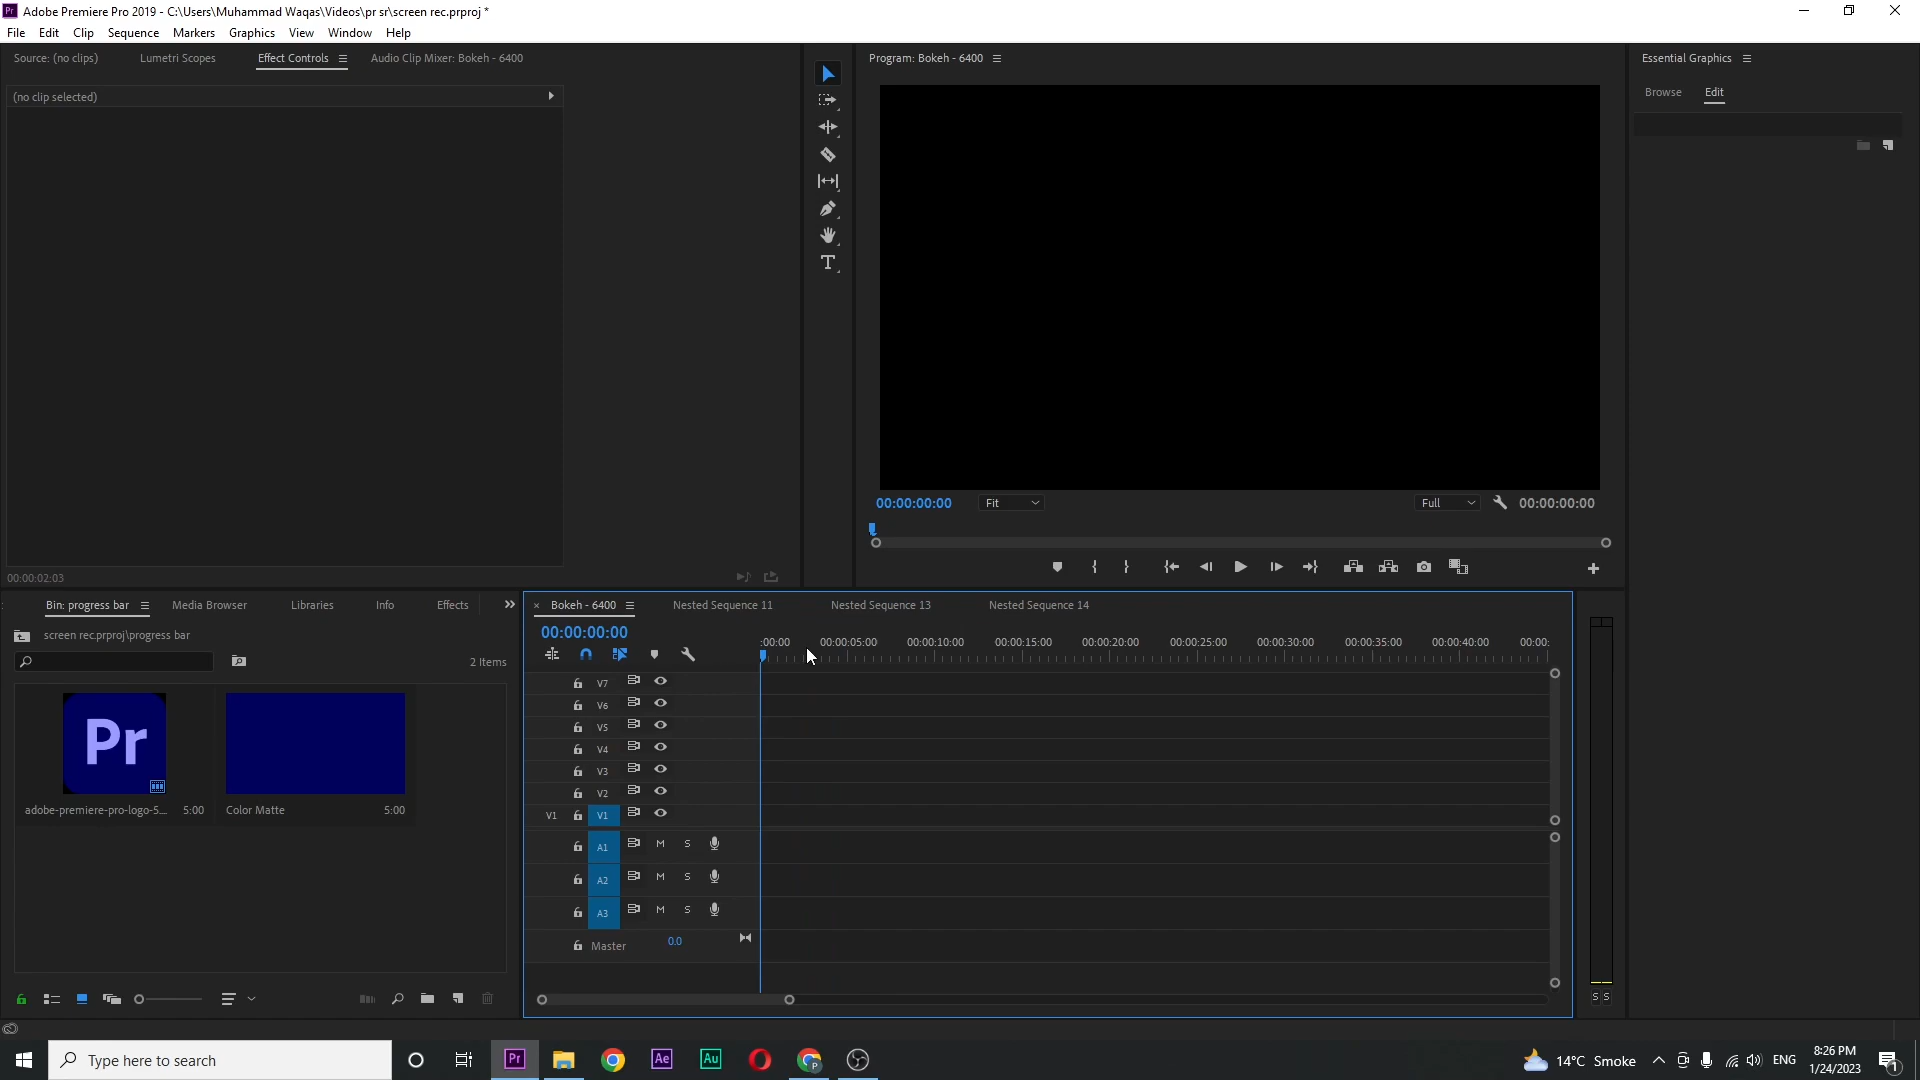 Pr Adobe Premiere Pro 2019 - C:\Users\Muhammad Waqas\Videos\pr sr\screen rec.prproj *
File Edit Clip Sequence Markers Graphics View Window Help
Source: (no clips) Lumetri Scopes Effect Controls Audio Clip Mixer: Bokeh - 6400
Program: Bokeh - 6400
Essential Graphics
Browse Edit
(no clip selected)
00:00:00:00 Fit Full 00:00:00:00
00:00:02:03
Bin: progress bar Media Browser Libraries Info Effects
screen rec.prproj\progress bar
2 Items
Pr
adobe-premiere-pro-logo-5... 5:00 Color Matte 5:00
× Bokeh - 6400 Nested Sequence 11 Nested Sequence 13 Nested Sequence 14
00:00:00:00
:00:00 00:00:05:00 00:00:10:00 00:00:15:00 00:00:20:00 00:00:25:00 00:00:30:00 00:00:35:00 00:00:40:00 00:00:
V7
V6
V5
V4
V3
V2
V1 V1
A1 M S
A2 M S
A3 M S
Master 0.0
S S
Type here to search
Pr Ae Au P
14°C Smoke ENG
8:26 PM
1/24/2023
1